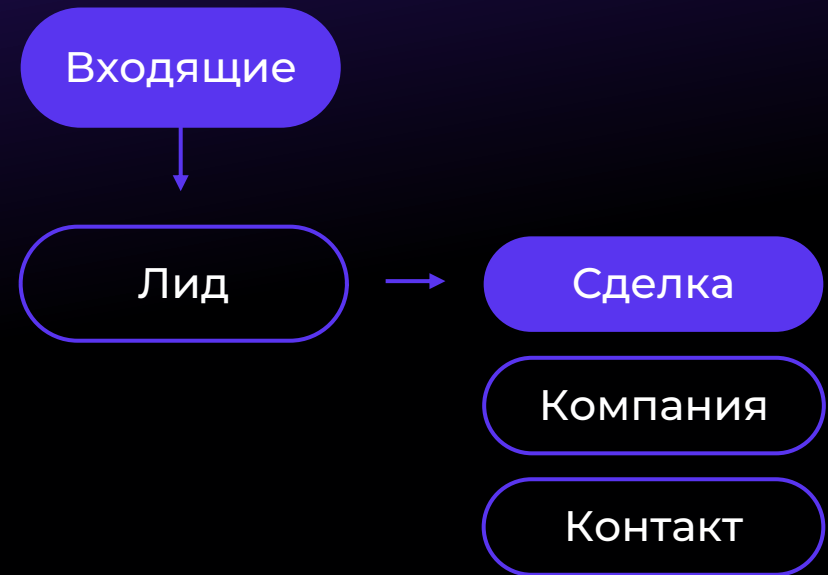 Входящие
Лид
Сделка
Компания
Контакт